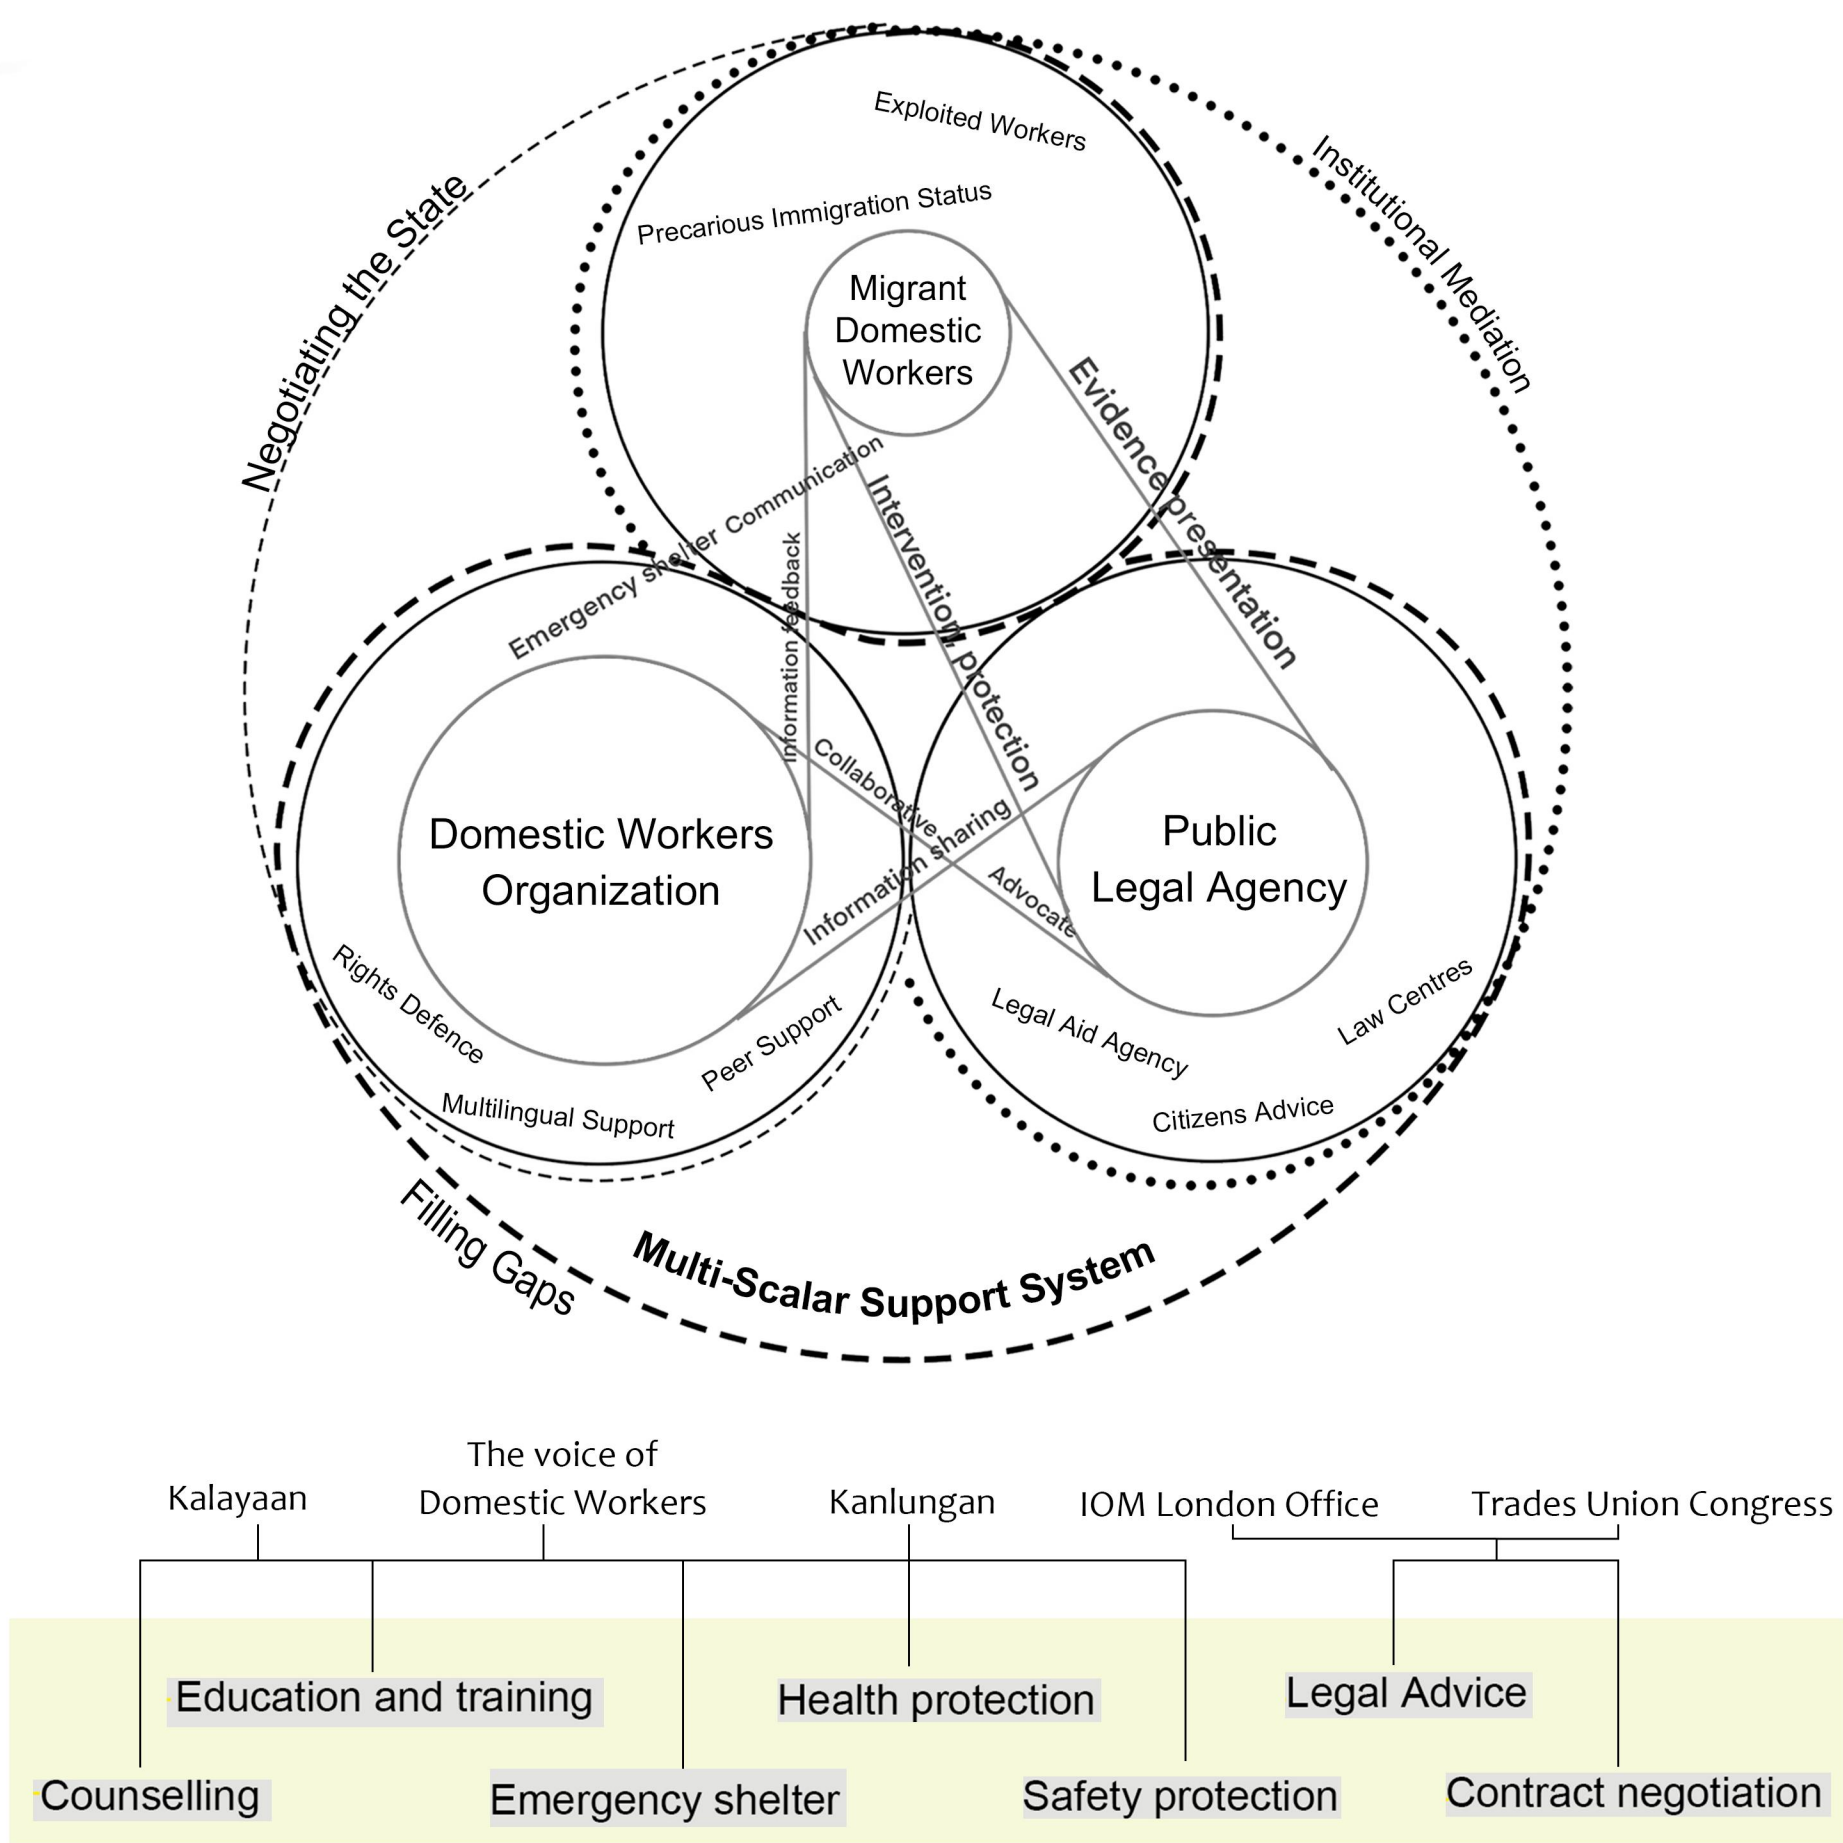 Exploited Workers
Precarious Immigration Status
Negotiating the State
Institutional Mediation
Migrant
Domestic
Workers
Evidence presentation
Emergency shelter Communication
Information feedback
Intervention, protection
Collaborative
Advocate
Information sharing
Domestic Workers
Organization
Public
Legal Agency
Rights Defence
Multilingual Support
Peer Support
Legal Aid Agency
Law Centres
Citizens Advice
Filling Gaps
Multi-Scalar Support System
Kalayaan
The voice of
Domestic Workers
Kanlungan
IOM London Office
Trades Union Congress
Education and training
Health protection
Legal Advice
Counselling
Emergency shelter
Safety protection
Contract negotiation